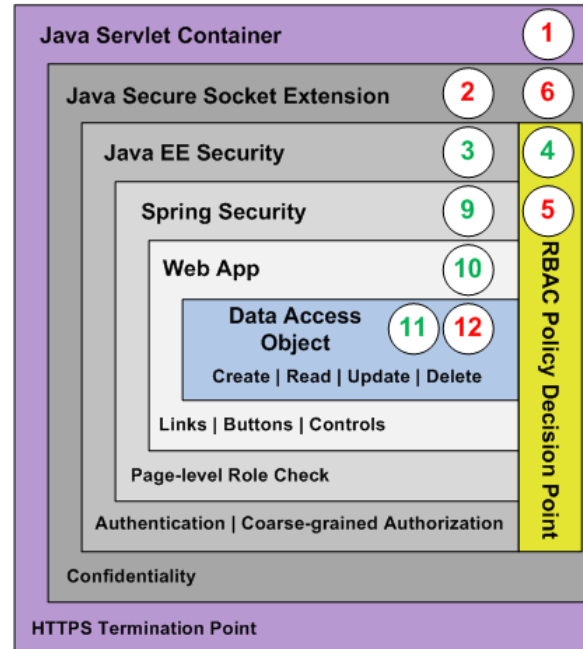 Java Servlet Container 1
Java Secure Socket Extension 2 6
Java EE Security 3 4
Spring Security 9 5
Web App 10
Data Access
Object 11 12
Create | Read | Update | Delete
Links | Buttons | Controls
Page-level Role Check
Authentication | Coarse-grained Authorization
Confidentiality
HTTPS Termination Point
RBAC Policy Decision Point